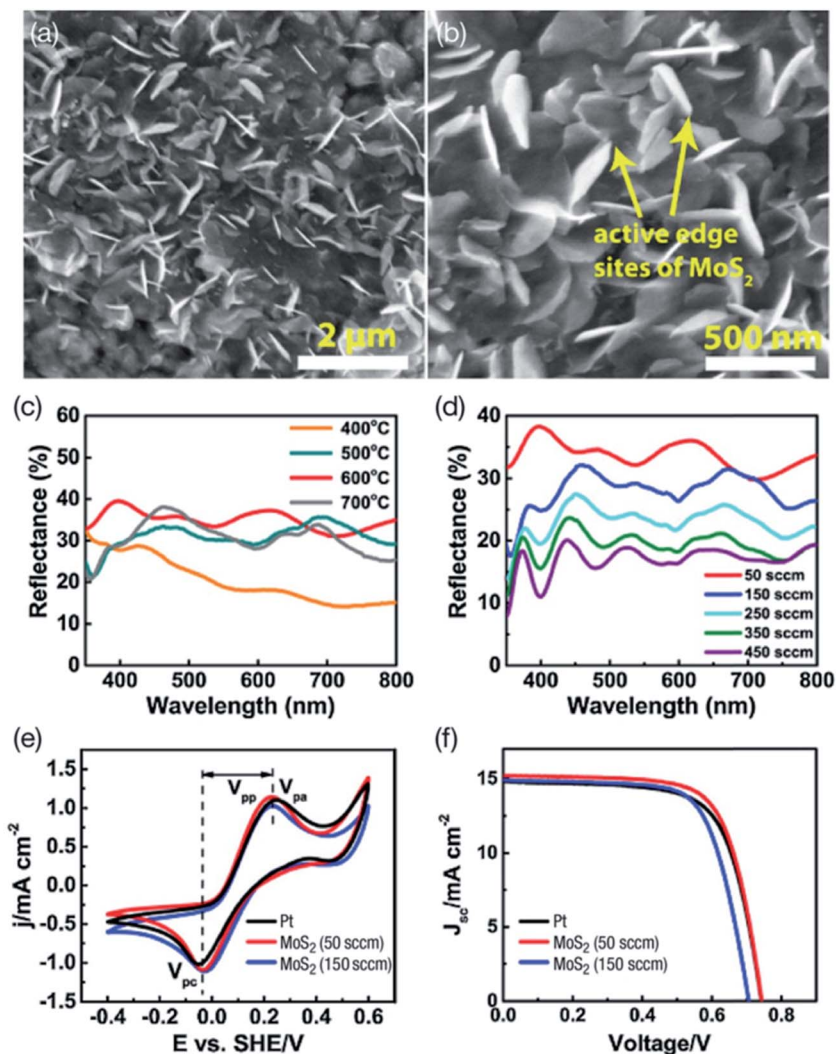 (a)
2 μm
(b)
active edge
sites of MoS₂
500 nm
(c)
60
50
40
30
20
10
0
Reflectance (%)
400°C
500°C
600°C
700°C
400 500 600 700 800
Wavelength (nm)
(d)
40
30
20
10
0
Reflectance (%)
50 sccm
150 sccm
250 sccm
350 sccm
450 sccm
400 500 600 700 800
Wavelength (nm)
(e)
1.5
1.0
0.5
0.0
-0.5
-1.0
-1.5
j/mA cm⁻²
Vpp Vpa
Vpc
Pt
MoS₂ (50 sccm)
MoS₂ (150 sccm)
-0.4 -0.2 0.0 0.2 0.4 0.6
E vs. SHE/V
(f)
15
10
5
0
Jsc/mA cm⁻²
Pt
MoS₂ (50 sccm)
MoS₂ (150 sccm)
0.0 0.2 0.4 0.6 0.8
Voltage/V